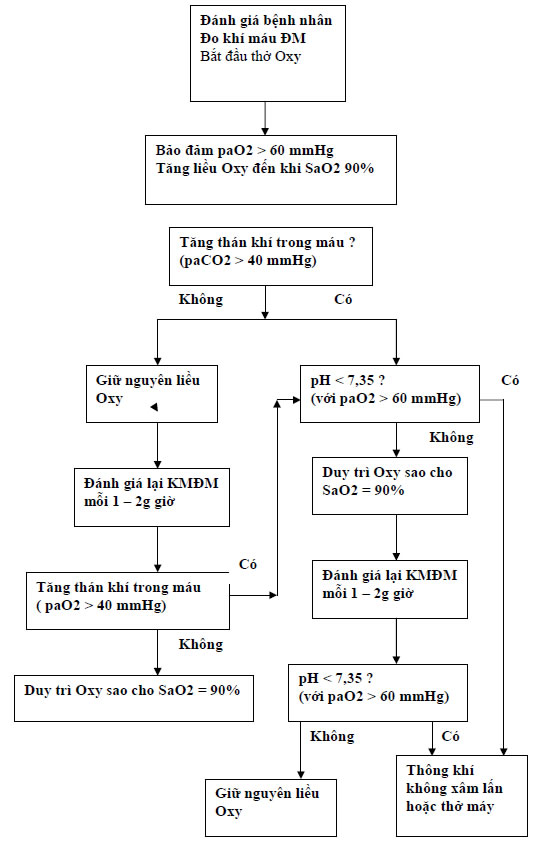 Đánh giá bệnh nhân
Đo khí máu ĐM
Bắt đầu thở Oxy
Bảo đảm paO2 > 60 mmHg
Tăng liều Oxy đến khi SaO2 90%
Tăng thán khí trong máu ?
(paCO2 > 40 mmHg)
Không
Có
Giữ nguyên liều
Oxy
pH < 7,35 ?
(với paO2 > 60 mmHg)
Có
Không
Đánh giá lại KMĐM
mỗi 1 – 2g giờ
Duy trì Oxy sao cho
SaO2 = 90%
Có
Tăng thán khí trong máu
( paO2 > 40 mmHg)
Đánh giá lại KMĐM
mỗi 1 – 2g giờ
Không
Duy trì Oxy sao cho SaO2 = 90%
pH < 7,35 ?
(với paO2 > 60 mmHg)
Không
Có
Giữ nguyên liều
Oxy
Thông khí
không xâm lấn
hoặc thở máy